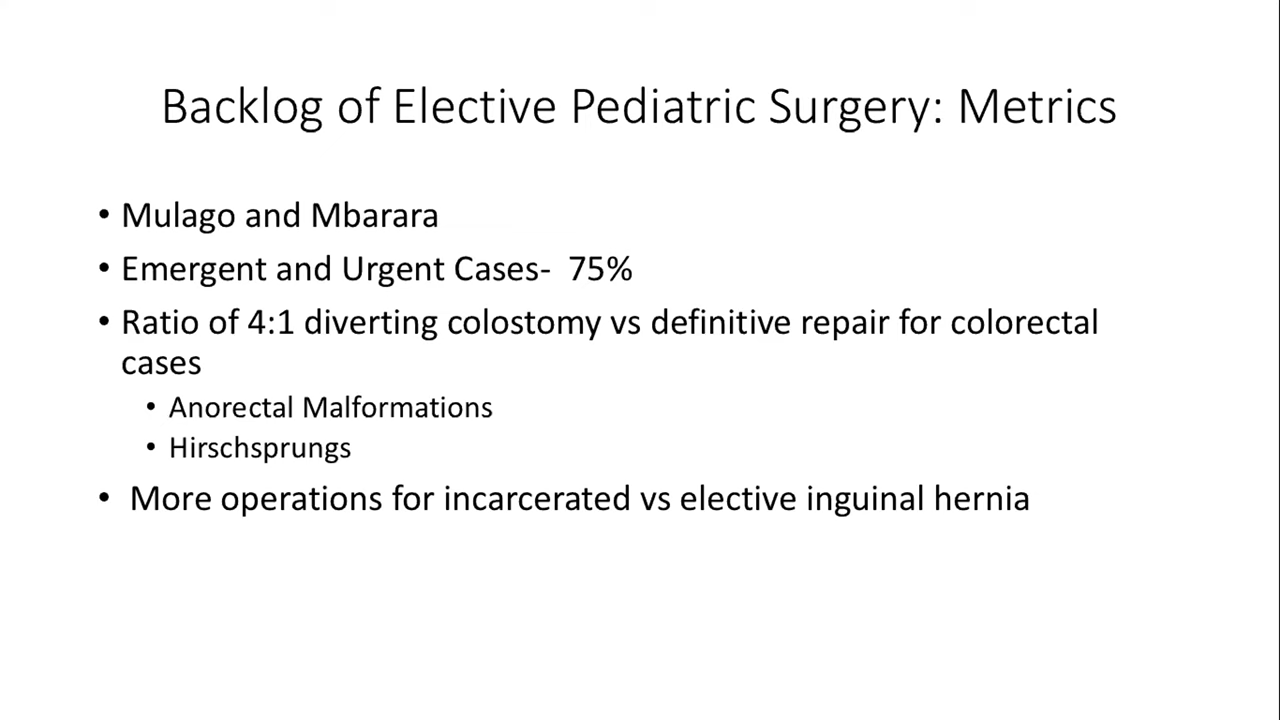 Backlog of Elective Pediatric Surgery: Metrics
• Mulago and Mbarara
• Emergent and Urgent Cases-  75%
• Ratio of 4:1 diverting colostomy vs definitive repair for colorectal
cases
• Anorectal Malformations
• Hirschsprungs
• More operations for incarcerated vs elective inguinal hernia